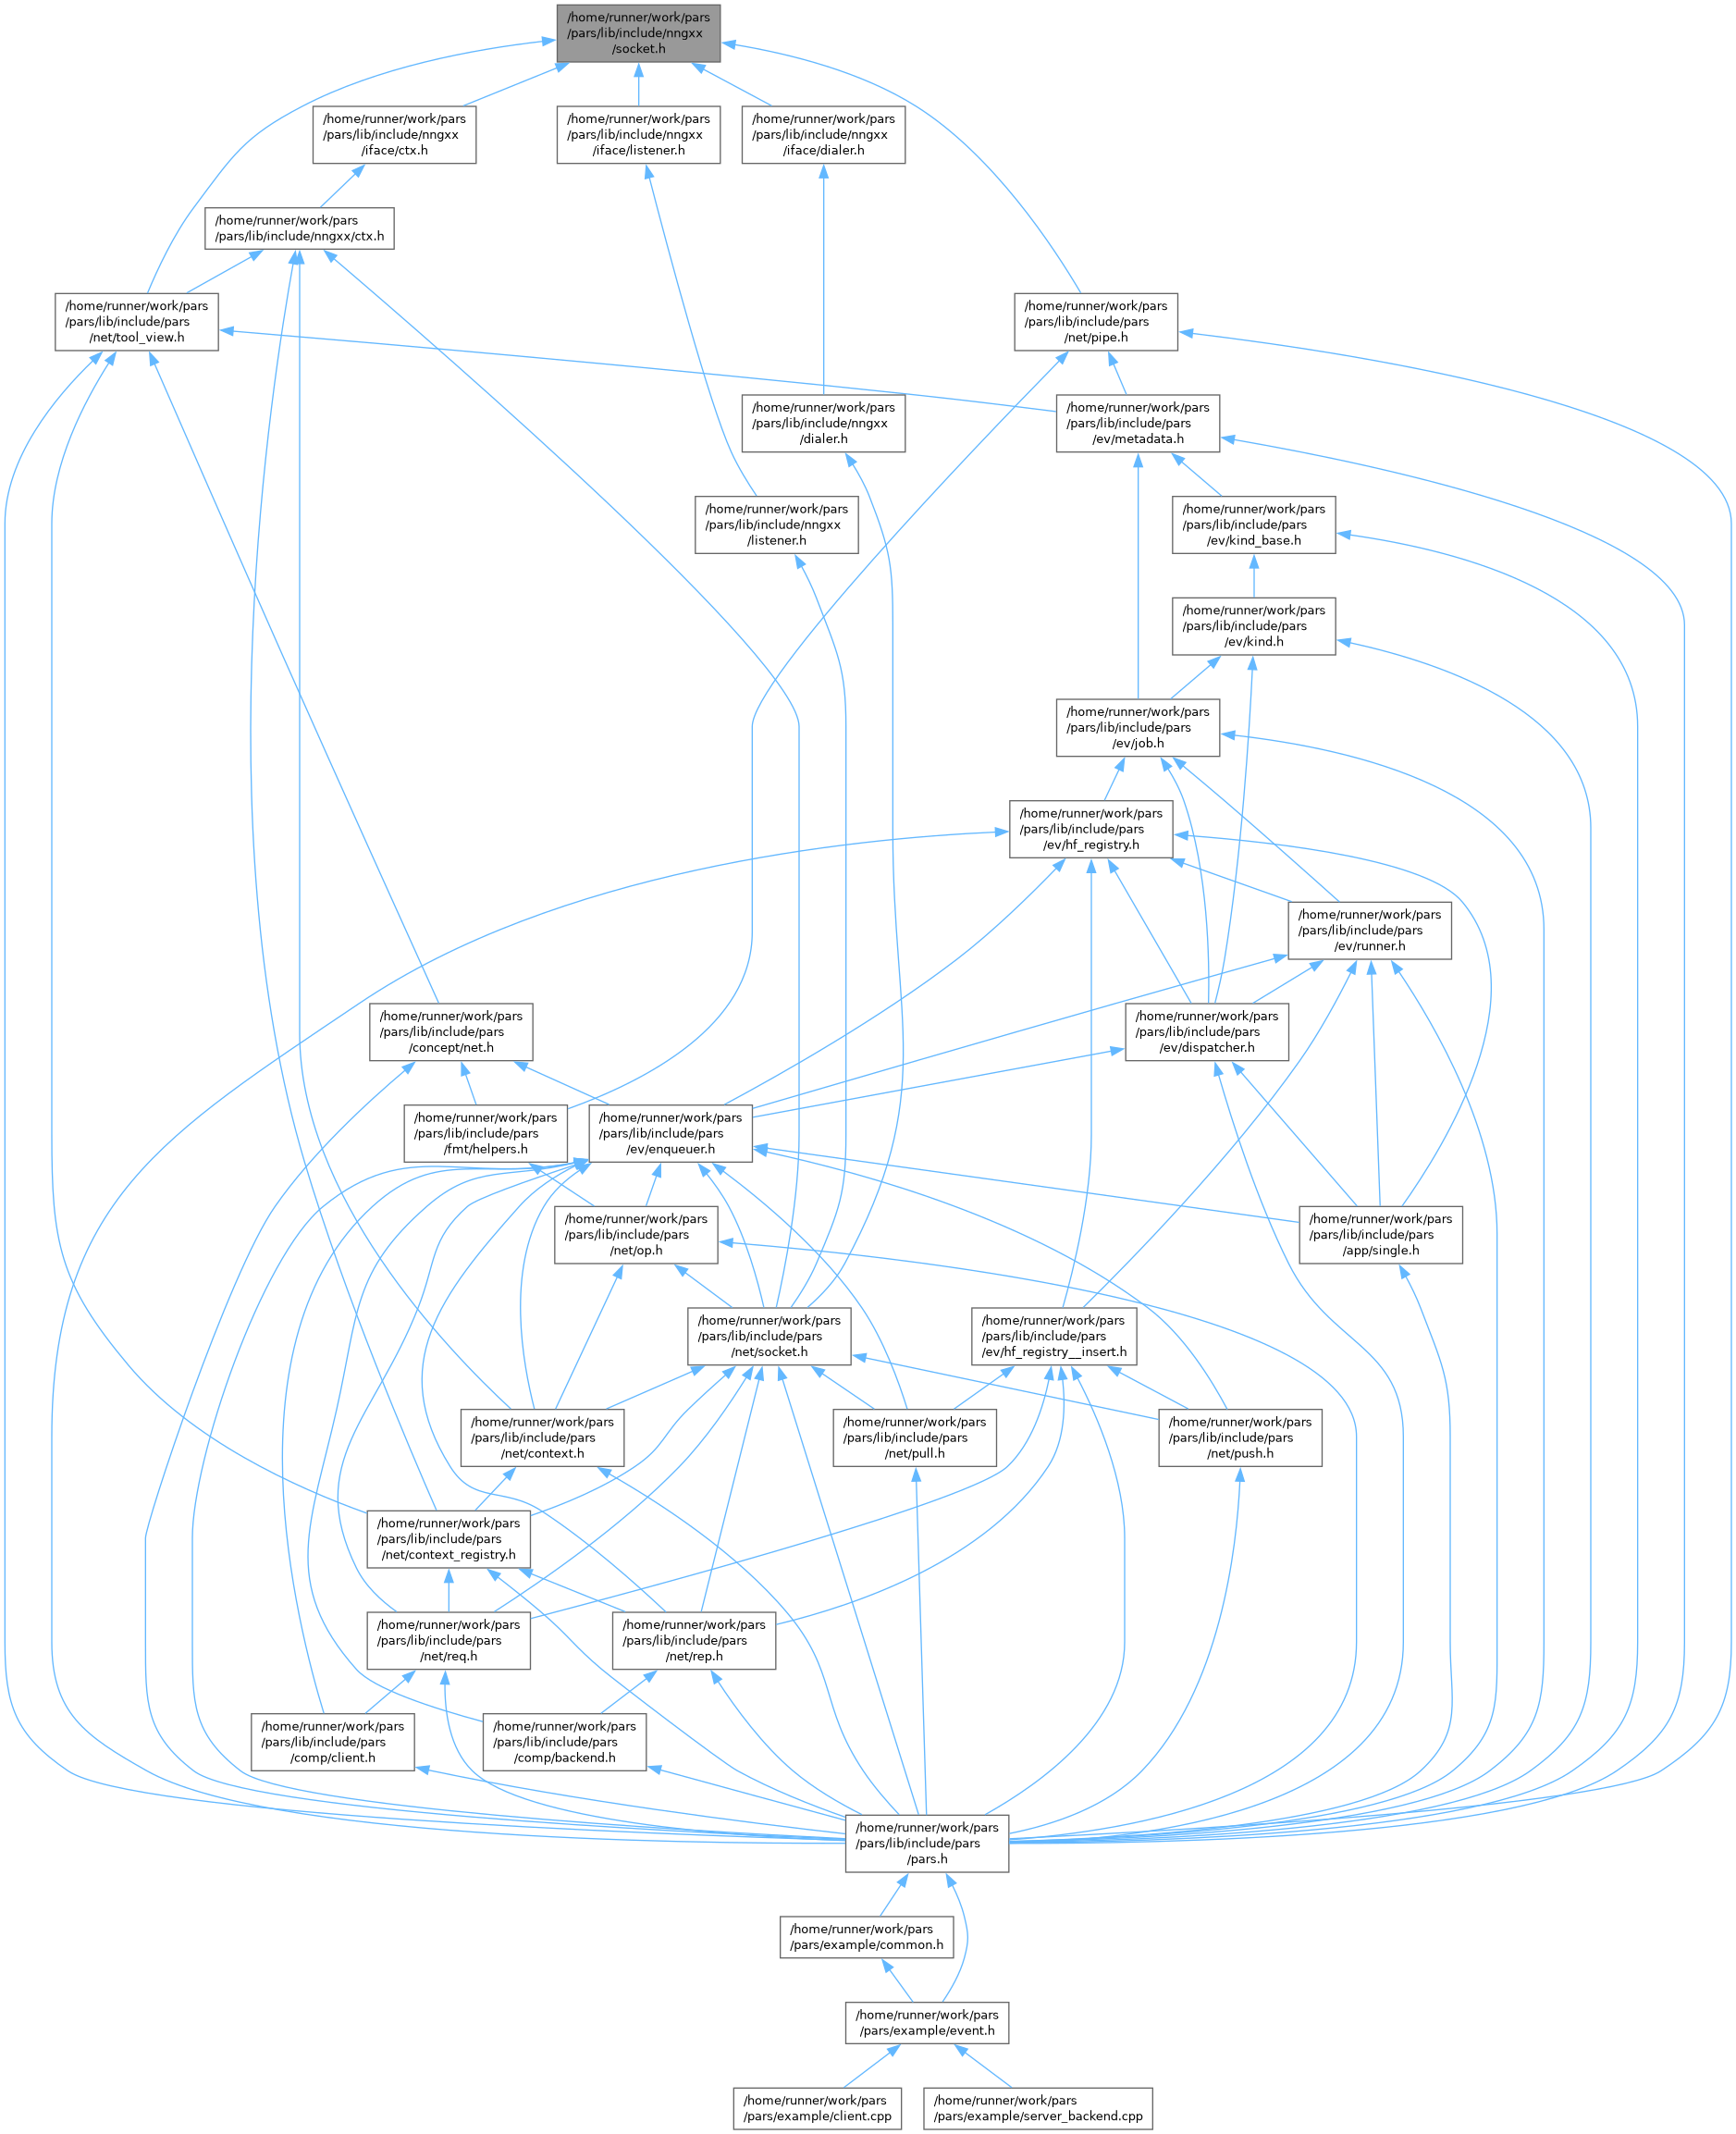 /home/runner/work/pars
/pars/lib/include/nngxx
/socket.h
/home/runner/work/pars
/pars/lib/include/nngxx
/iface/ctx.h
/home/runner/work/pars
/pars/lib/include/nngxx
/iface/listener.h
/home/runner/work/pars
/pars/lib/include/nngxx
/iface/dialer.h
/home/runner/work/pars
/pars/lib/include/nngxx/ctx.h
/home/runner/work/pars
/pars/lib/include/pars
/net/tool_view.h
/home/runner/work/pars
/pars/lib/include/pars
/net/pipe.h
/home/runner/work/pars
/pars/lib/include/nngxx
/dialer.h
/home/runner/work/pars
/pars/lib/include/pars
/ev/metadata.h
/home/runner/work/pars
/pars/lib/include/nngxx
/listener.h
/home/runner/work/pars
/pars/lib/include/pars
/ev/kind_base.h
/home/runner/work/pars
/pars/lib/include/pars
/ev/kind.h
/home/runner/work/pars
/pars/lib/include/pars
/ev/job.h
/home/runner/work/pars
/pars/lib/include/pars
/ev/hf_registry.h
/home/runner/work/pars
/pars/lib/include/pars
/ev/runner.h
/home/runner/work/pars
/pars/lib/include/pars
/concept/net.h
/home/runner/work/pars
/pars/lib/include/pars
/ev/dispatcher.h
/home/runner/work/pars
/pars/lib/include/pars
/fmt/helpers.h
/home/runner/work/pars
/pars/lib/include/pars
/ev/enqueuer.h
/home/runner/work/pars
/pars/lib/include/pars
/net/op.h
/home/runner/work/pars
/pars/lib/include/pars
/app/single.h
/home/runner/work/pars
/pars/lib/include/pars
/net/socket.h
/home/runner/work/pars
/pars/lib/include/pars
/ev/hf_registry__insert.h
/home/runner/work/pars
/pars/lib/include/pars
/net/context.h
/home/runner/work/pars
/pars/lib/include/pars
/net/pull.h
/home/runner/work/pars
/pars/lib/include/pars
/net/push.h
/home/runner/work/pars
/pars/lib/include/pars
/net/context_registry.h
/home/runner/work/pars
/pars/lib/include/pars
/net/req.h
/home/runner/work/pars
/pars/lib/include/pars
/net/rep.h
/home/runner/work/pars
/pars/lib/include/pars
/comp/client.h
/home/runner/work/pars
/pars/lib/include/pars
/comp/backend.h
/home/runner/work/pars
/pars/lib/include/pars
/pars.h
/home/runner/work/pars
/pars/example/common.h
/home/runner/work/pars
/pars/example/event.h
/home/runner/work/pars
/pars/example/client.cpp
/home/runner/work/pars
/pars/example/server_backend.cpp